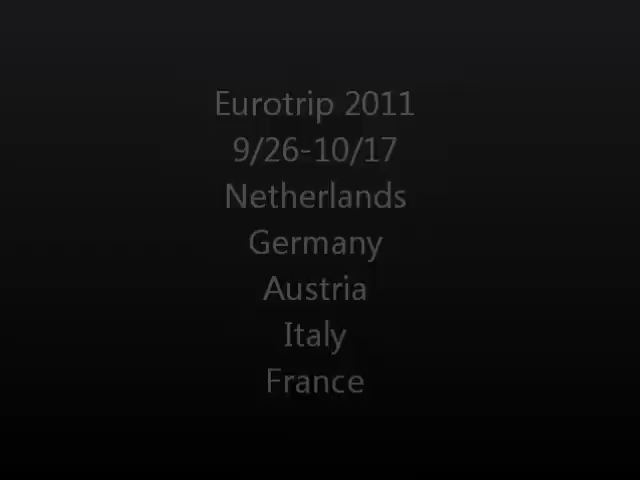 Eurotrip 2011
9/26-10/17
Netherlands
Germany
Austria
Italy
France